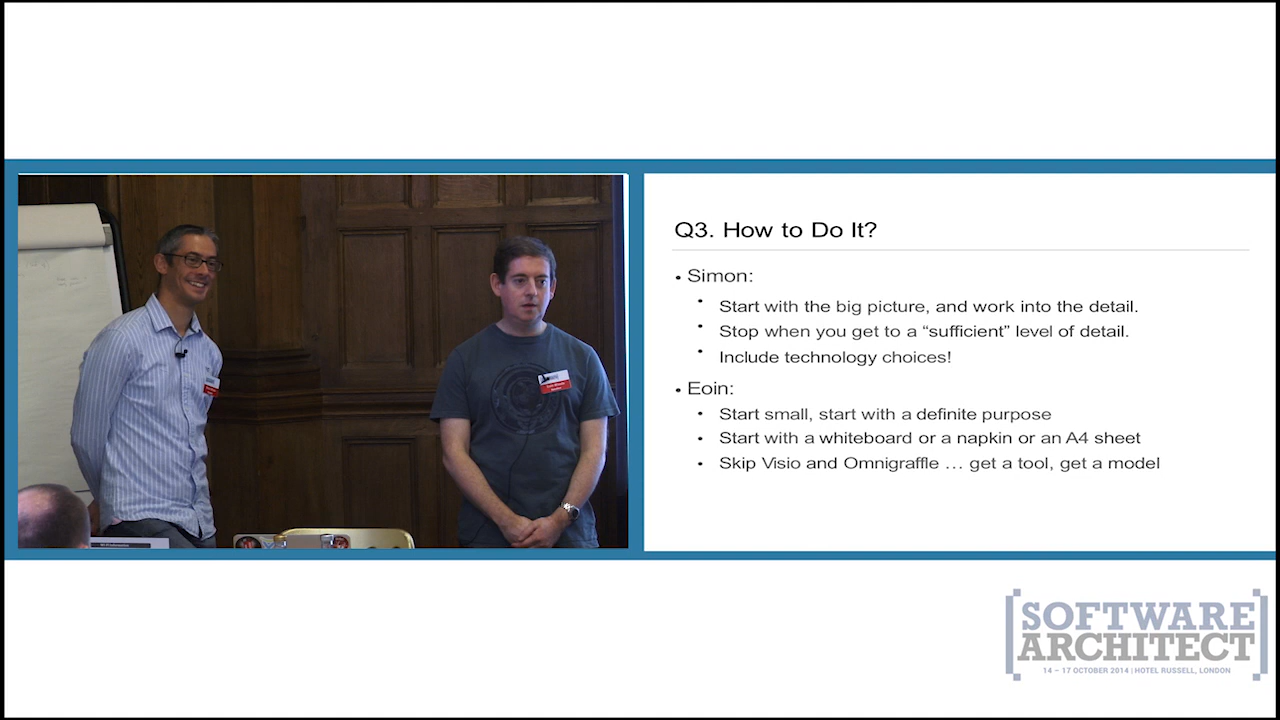 Q3. How to Do It?
• Simon:
• Start with the big picture, and work into the detail.
• Stop when you get to a “sufficient” level of detail.
• Include technology choices!
• Eoin:
• Start small, start with a definite purpose
• Start with a whiteboard or a napkin or an A4 sheet
• Skip Visio and Omnigraffle … get a tool, get a model
[SOFTWARE
ARCHITECT]
14 – 17 OCTOBER 2014 | HOTEL RUSSELL, LONDON